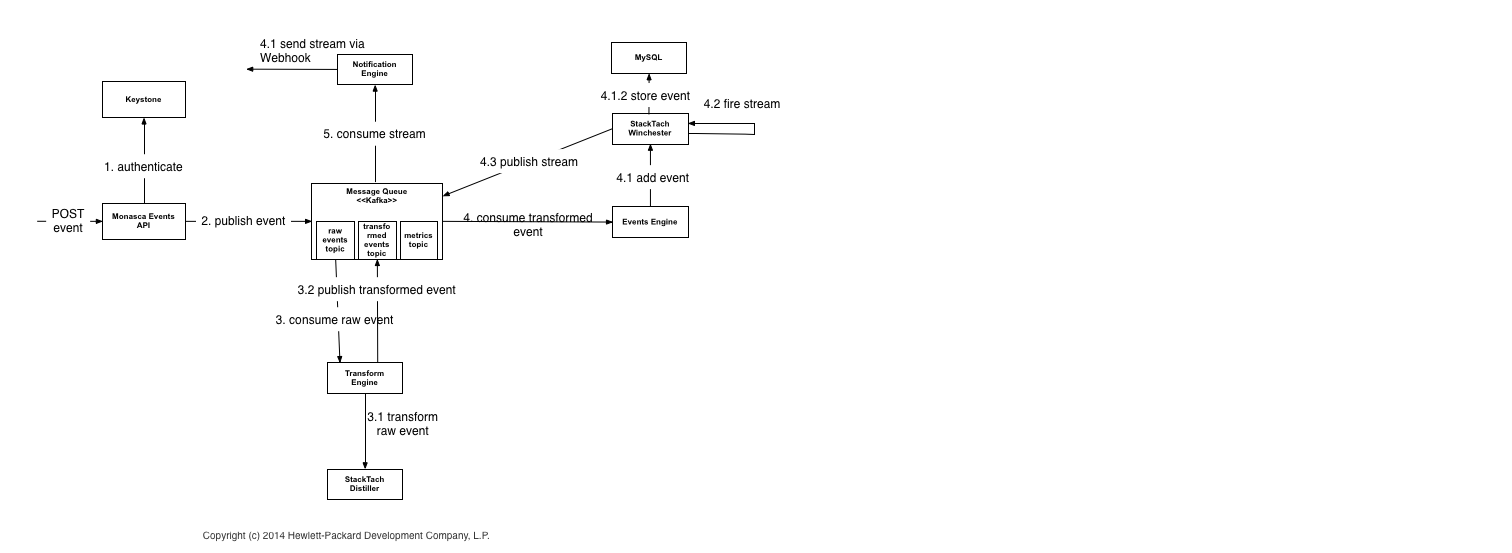 4.1 send stream via
Webhook
Notification
Engine
MySQL
Keystone
4.1.2 store event
4.2 fire stream
StackTach
Winchester
5. consume stream
1. authenticate
4.3 publish stream
4.1 add event
Message Queue
<<Kafka>>
POST
event
Monasca Events
API
2. publish event
4. consume transformed
event
Events Engine
raw
events
topic
transfo
rmed
events
topic
metrics
topic
3.2 publish transformed event
3. consume raw event
Transform
Engine
3.1 transform
raw event
StackTach
Distiller
Copyright (c) 2014 Hewlett-Packard Development Company, L.P.